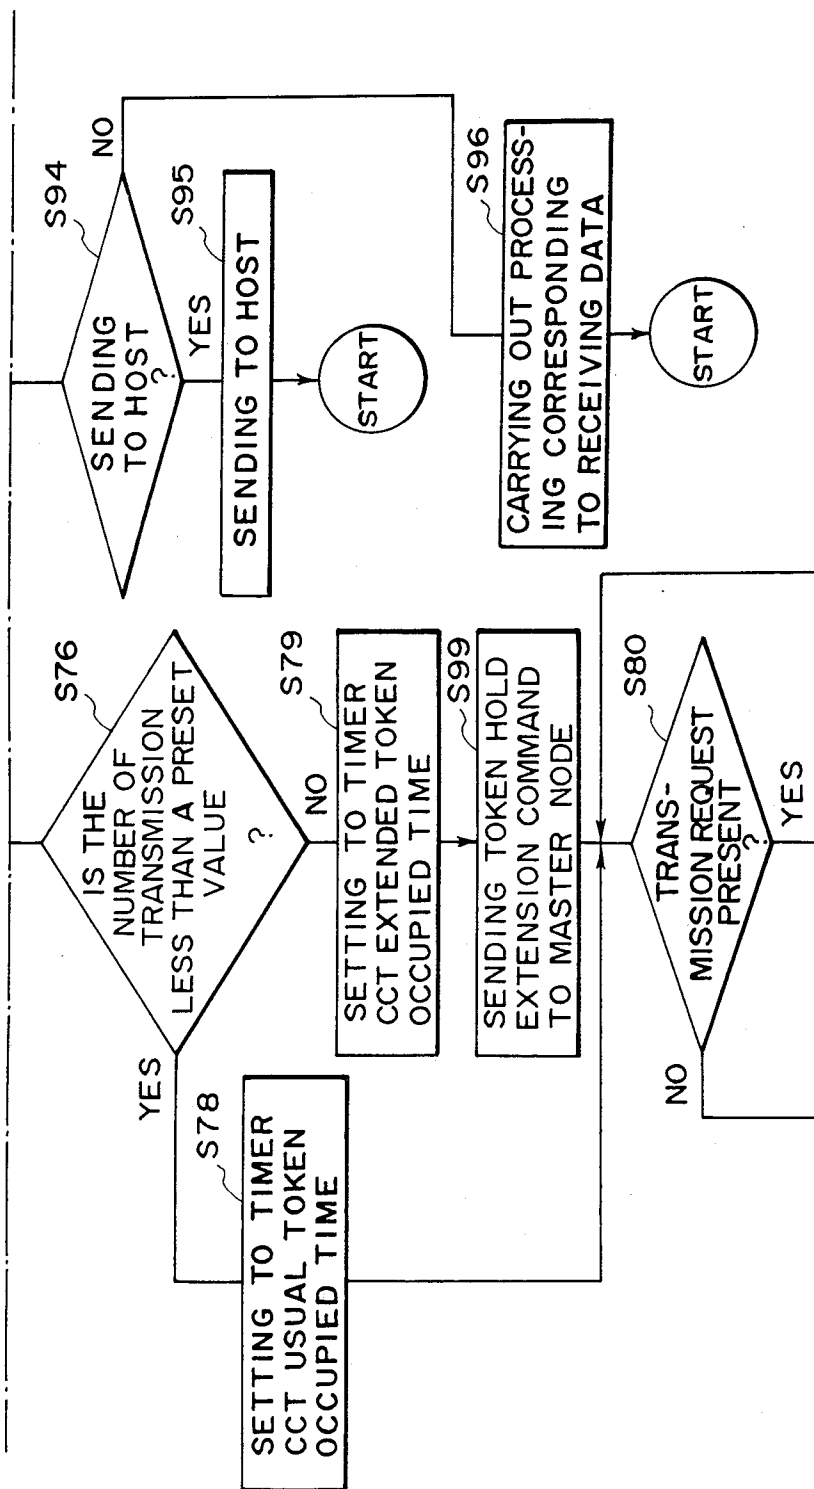 S76
IS THE
NUMBER OF
TRANSMISSION
LESS THAN A PRESET
VALUE
?
YES
NO
S78
SETTING TO TIMER
CCT USUAL TOKEN
OCCUPIED TIME
S79
SETTING TO TIMER
CCT EXTENDED TOKEN
OCCUPIED TIME
S99
SENDING TOKEN HOLD
EXTENSION COMMAND
TO MASTER NODE
S80
TRANS-
MISSION REQUEST
PRESENT
?
NO
YES
S94
SENDING
TO HOST
?
NO
YES
S95
SENDING TO HOST
START
S96
CARRYING OUT PROCESS-
ING CORRESPONDING
TO RECEIVING DATA
START